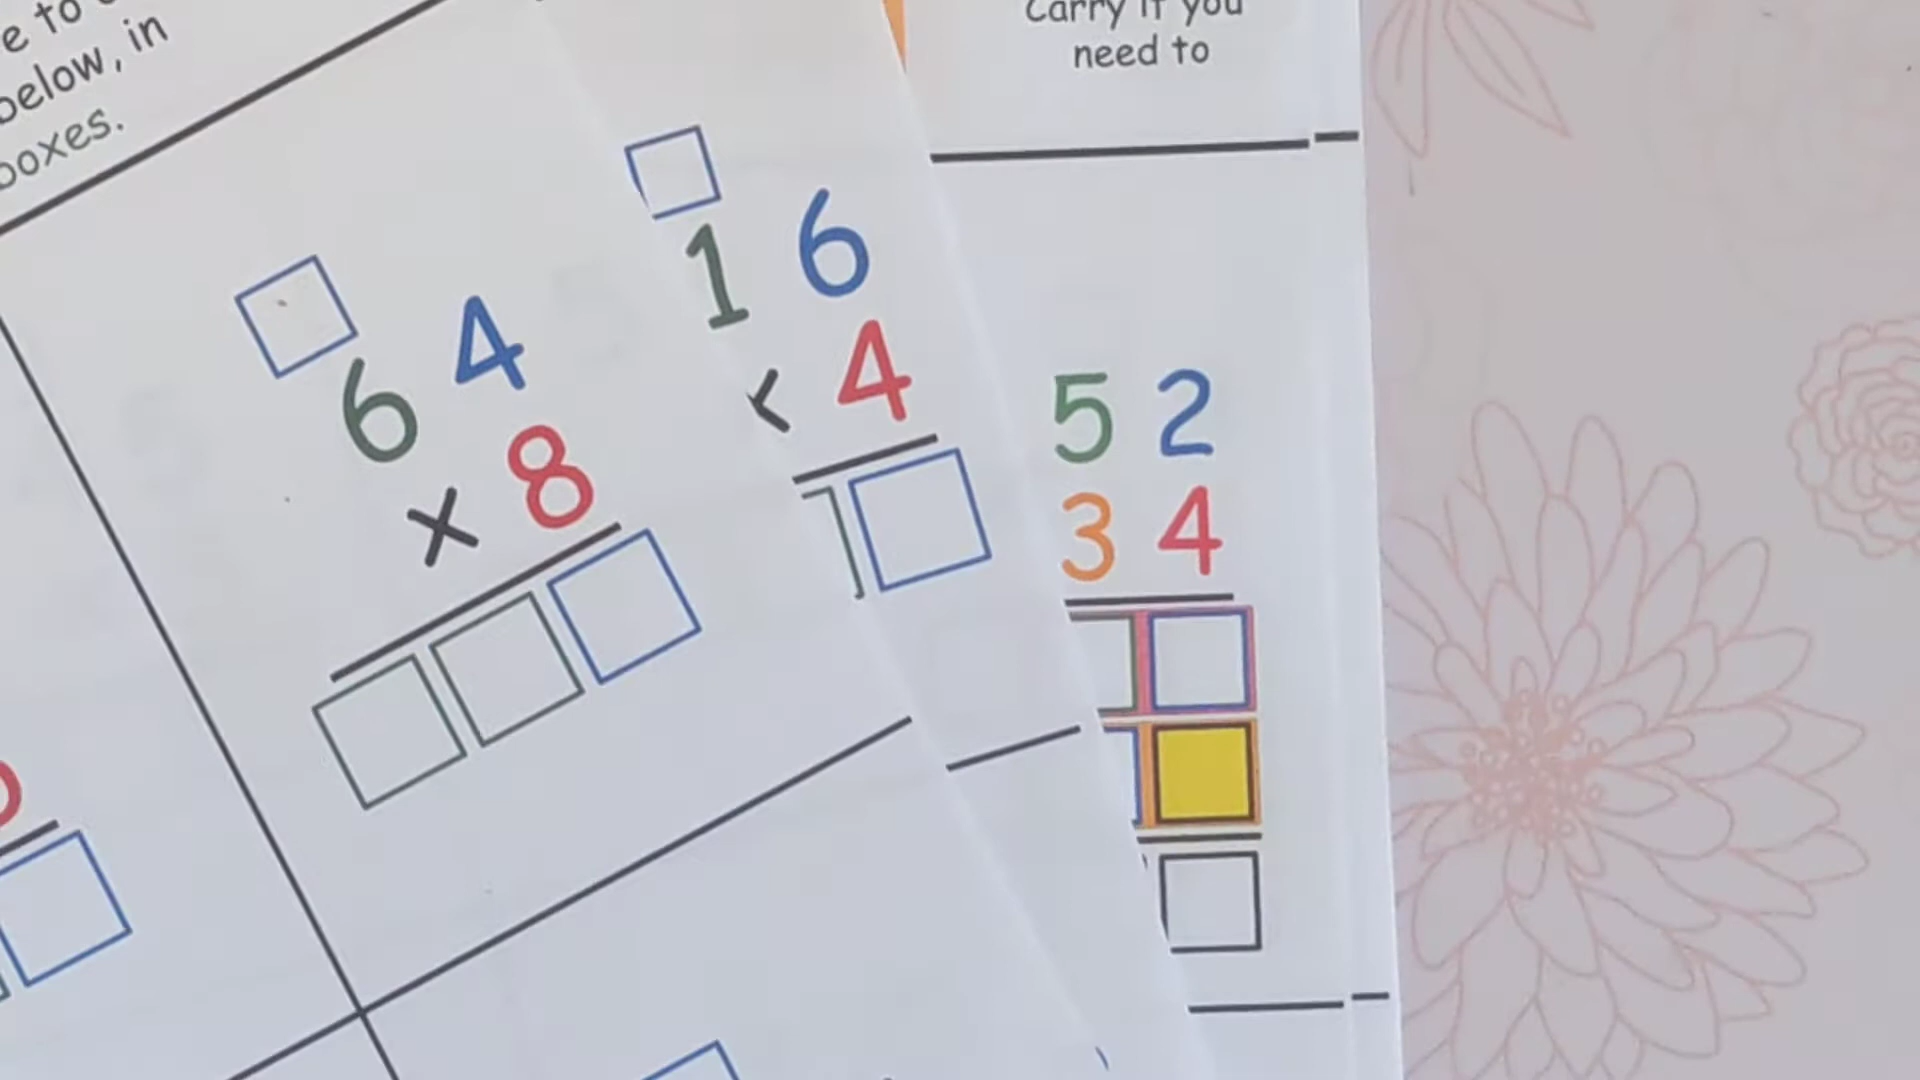 e to
below, in
boxes.
Carry if you
need to
6 4
× 8
1 6
4
5 2
3 4